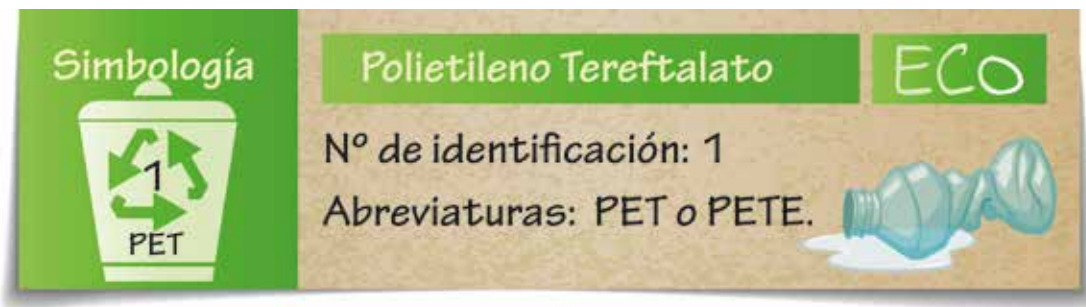 Simbología
1
PET
Polietileno Tereftalato
ECO
Nº de identificación: 1
Abreviaturas: PET o PETE.